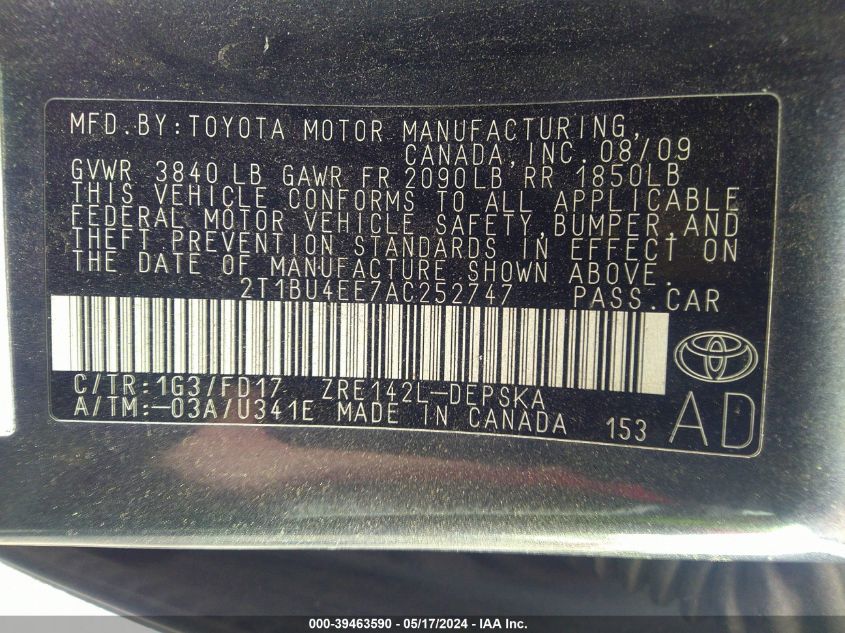 MFD.BY:TOYOTA MOTOR MANUFACTURING,
CANADA,INC. 08/09
GVWR 3840 LB GAWR FR 2090LB RR 1850LB
THIS VEHICLE CONFORMS TO ALL APPLICABLE
FEDERAL MOTOR VEHICLE SAFETY,BUMPER,AND
THEFT PREVENTION STANDARDS IN EFFECT ON
THE DATE OF MANUFACTURE SHOWN ABOVE.
2T1BU4EE7AC252747 PASS.CAR
C/TR:1G3/FD17 ZRE142L-DEPSKA
A/TM:-03A/U341E MADE IN CANADA 153 AD
000-39463590 - 05/17/2024 - IAA Inc.